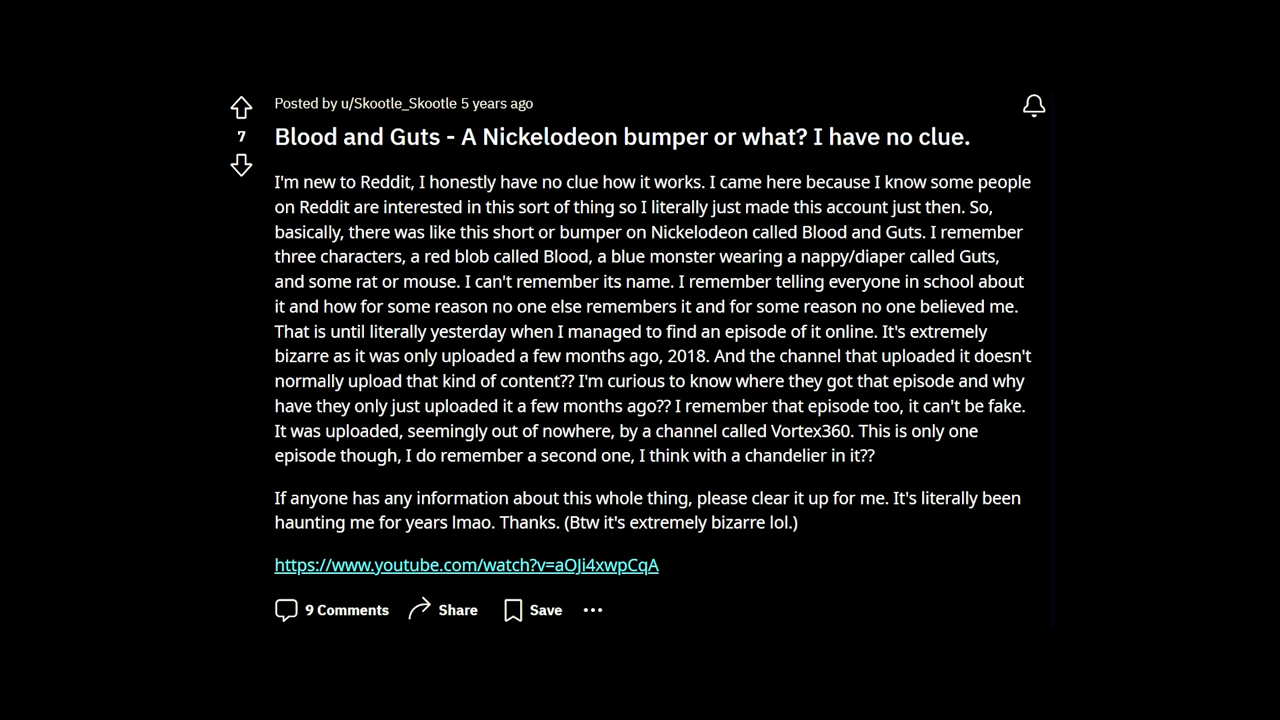 Posted by u/Skootle_Skootle 5 years ago
7
Blood and Guts - A Nickelodeon bumper or what? I have no clue.
I'm new to Reddit, I honestly have no clue how it works. I came here because I know some people
on Reddit are interested in this sort of thing so I literally just made this account just then. So,
basically, there was like this short or bumper on Nickelodeon called Blood and Guts. I remember
three characters, a red blob called Blood, a blue monster wearing a nappy/diaper called Guts,
and some rat or mouse. I can't remember its name. I remember telling everyone in school about
it and how for some reason no one else remembers it and for some reason no one believed me.
That is until literally yesterday when I managed to find an episode of it online. It's extremely
bizarre as it was only uploaded a few months ago, 2018. And the channel that uploaded it doesn't
normally upload that kind of content?? I'm curious to know where they got that episode and why
have they only just uploaded it a few months ago?? I remember that episode too, it can't be fake.
It was uploaded, seemingly out of nowhere, by a channel called Vortex360. This is only one
episode though, I do remember a second one, I think with a chandelier in it??
If anyone has any information about this whole thing, please clear it up for me. It's literally been
haunting me for years lmao. Thanks. (Btw it's extremely bizarre lol.)
https://www.youtube.com/watch?v=aOJi4xwpCqA
9 Comments Share Save